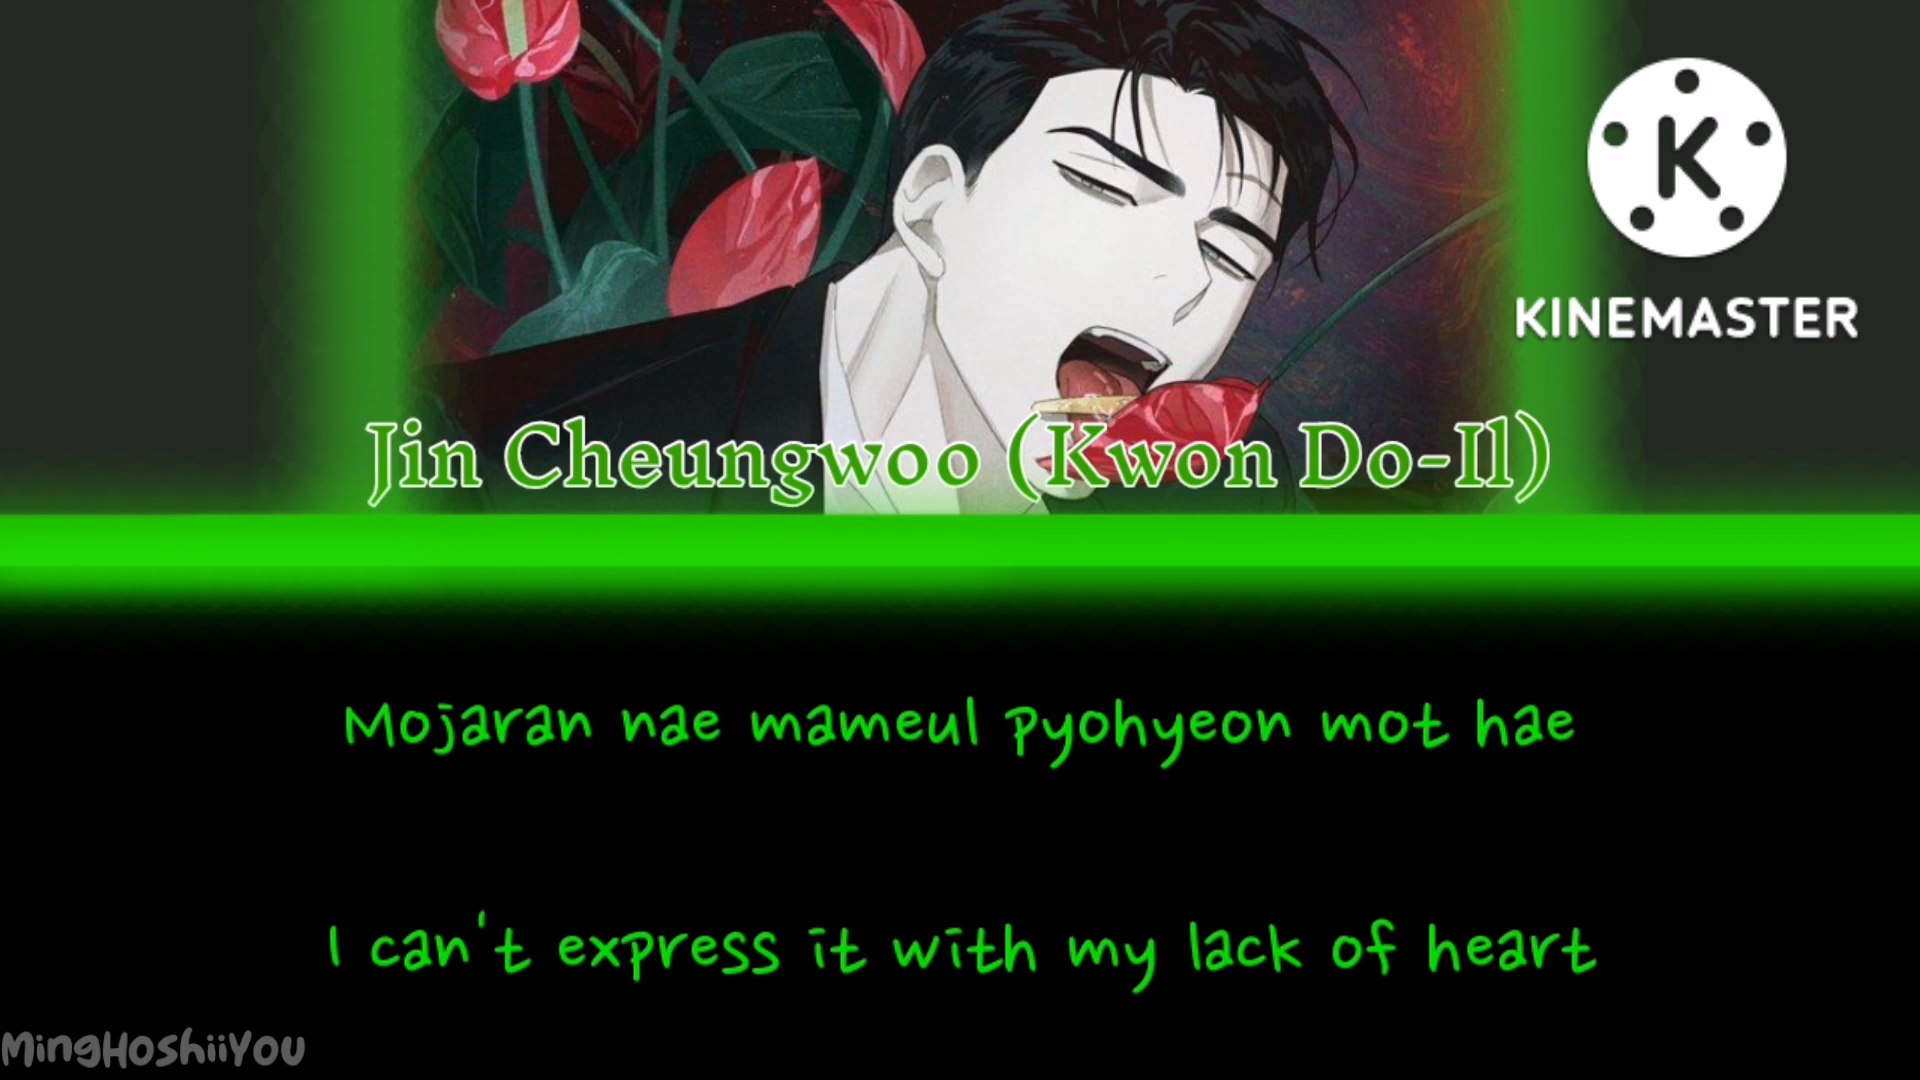 K
KINEMASTER
Jin Cheungwoo (Kwon Do-Il)
Mojaran nae mameul pyohyeon mot hae
I can't express it with my lack of heart
MingHoshiiYou